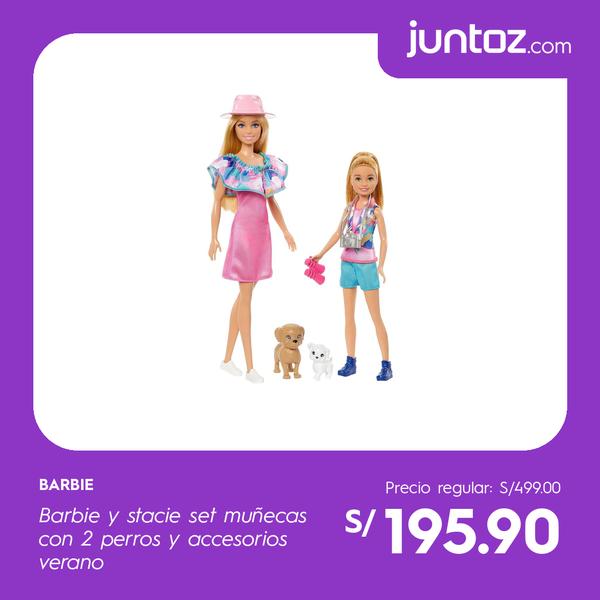 juntoz.com
BARBIE
Barbie y stacie set muñecas
con 2 perros y accesorios
verano
Precio regular: S/499.00
S/195.90